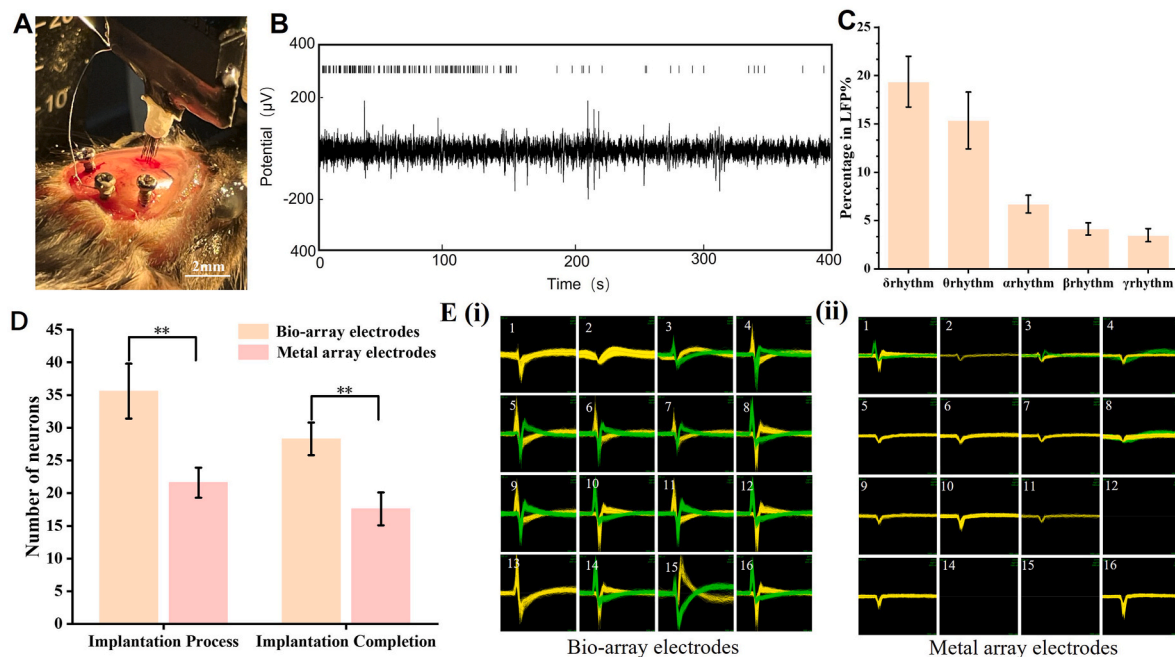 A
20
10
2mm
B
400
200
-200
400
Potential (μV)
0
100
200
300
400
Time (s)
C
25
20
15
10
5
0
Percentage in LFP%
δrhythm
θrhythm
αrhythm
βrhythm
γrhythm
D
45
40
35
30
25
20
15
10
5
0
Number of neurons
**
**
Bio-array electrodes
Metal array electrodes
Implantation Process
Implantation Completion
E (i)
1 2 3 4
5 6 7 8
9 10 11 12
13 14 15 16
Bio-array electrodes
(ii)
1 2 3 4
5 6 7 8
9 10 11 12
14 15 16
Metal array electrodes